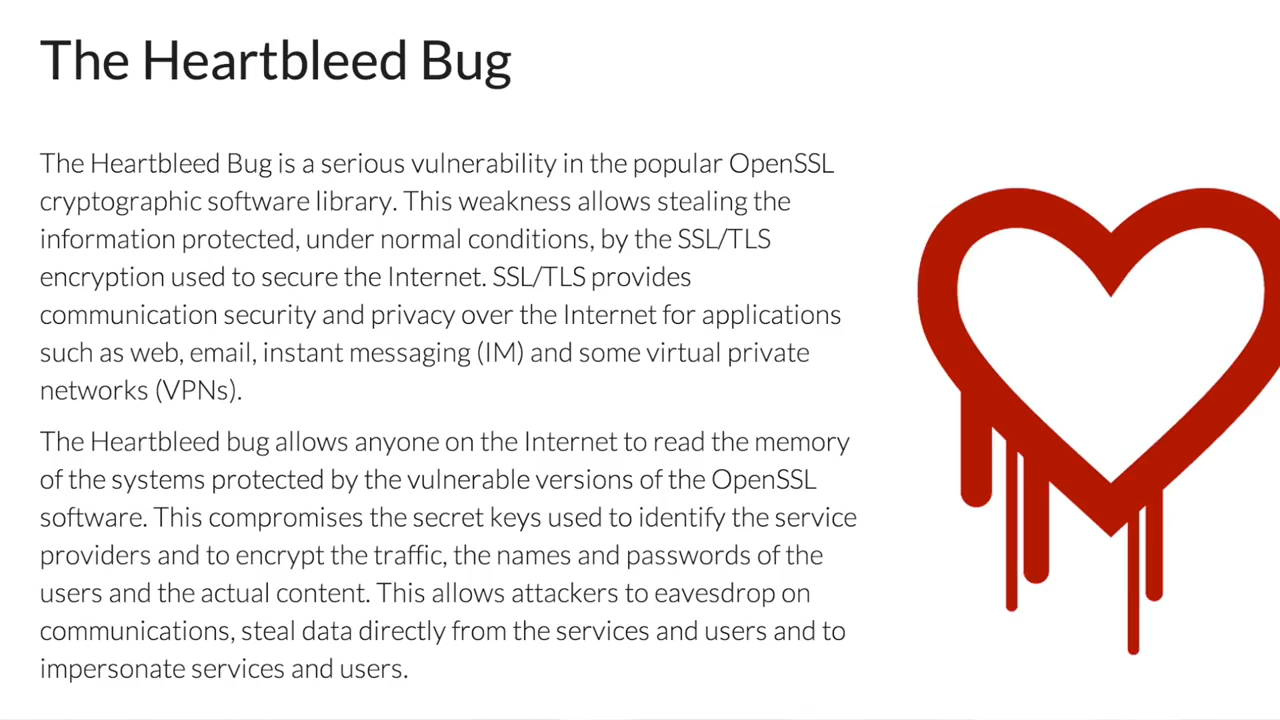 The Heartbleed Bug
The Heartbleed Bug is a serious vulnerability in the popular OpenSSL
cryptographic software library. This weakness allows stealing the
information protected, under normal conditions, by the SSL/TLS
encryption used to secure the Internet. SSL/TLS provides
communication security and privacy over the Internet for applications
such as web, email, instant messaging (IM) and some virtual private
networks (VPNs).
The Heartbleed bug allows anyone on the Internet to read the memory
of the systems protected by the vulnerable versions of the OpenSSL
software. This compromises the secret keys used to identify the service
providers and to encrypt the traffic, the names and passwords of the
users and the actual content. This allows attackers to eavesdrop on
communications, steal data directly from the services and users and to
impersonate services and users.